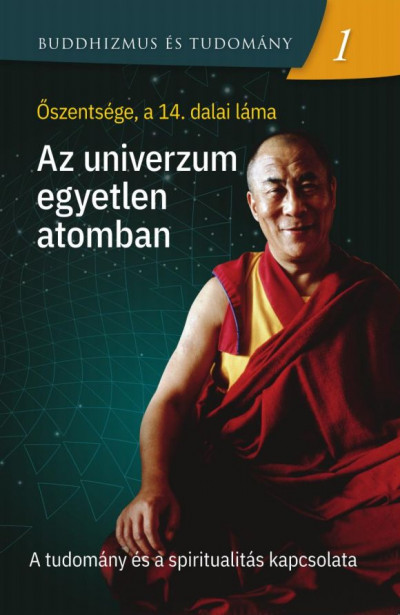 BUDDHIZMUS ÉS TUDOMÁNY
1
Őszentsége, a 14. dalai láma
Az univerzum
egyetlen
atomban
A tudomány és a spiritualitás kapcsolata